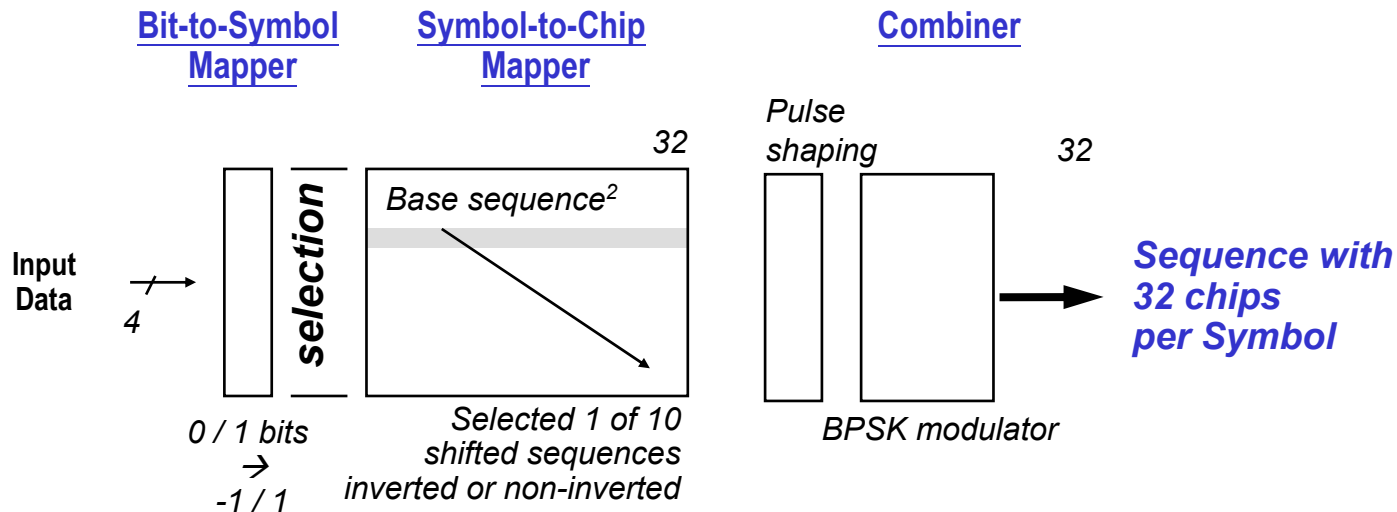 Bit-to-Symbol
Mapper
Symbol-to-Chip
Mapper
Combiner
Pulse
shaping
32
32
Base sequence²
selection
Input
Data
4
Sequence with
32 chips
per Symbol
0 / 1 bits
→
-1 / 1
Selected 1 of 10
shifted sequences
inverted or non-inverted
BPSK modulator